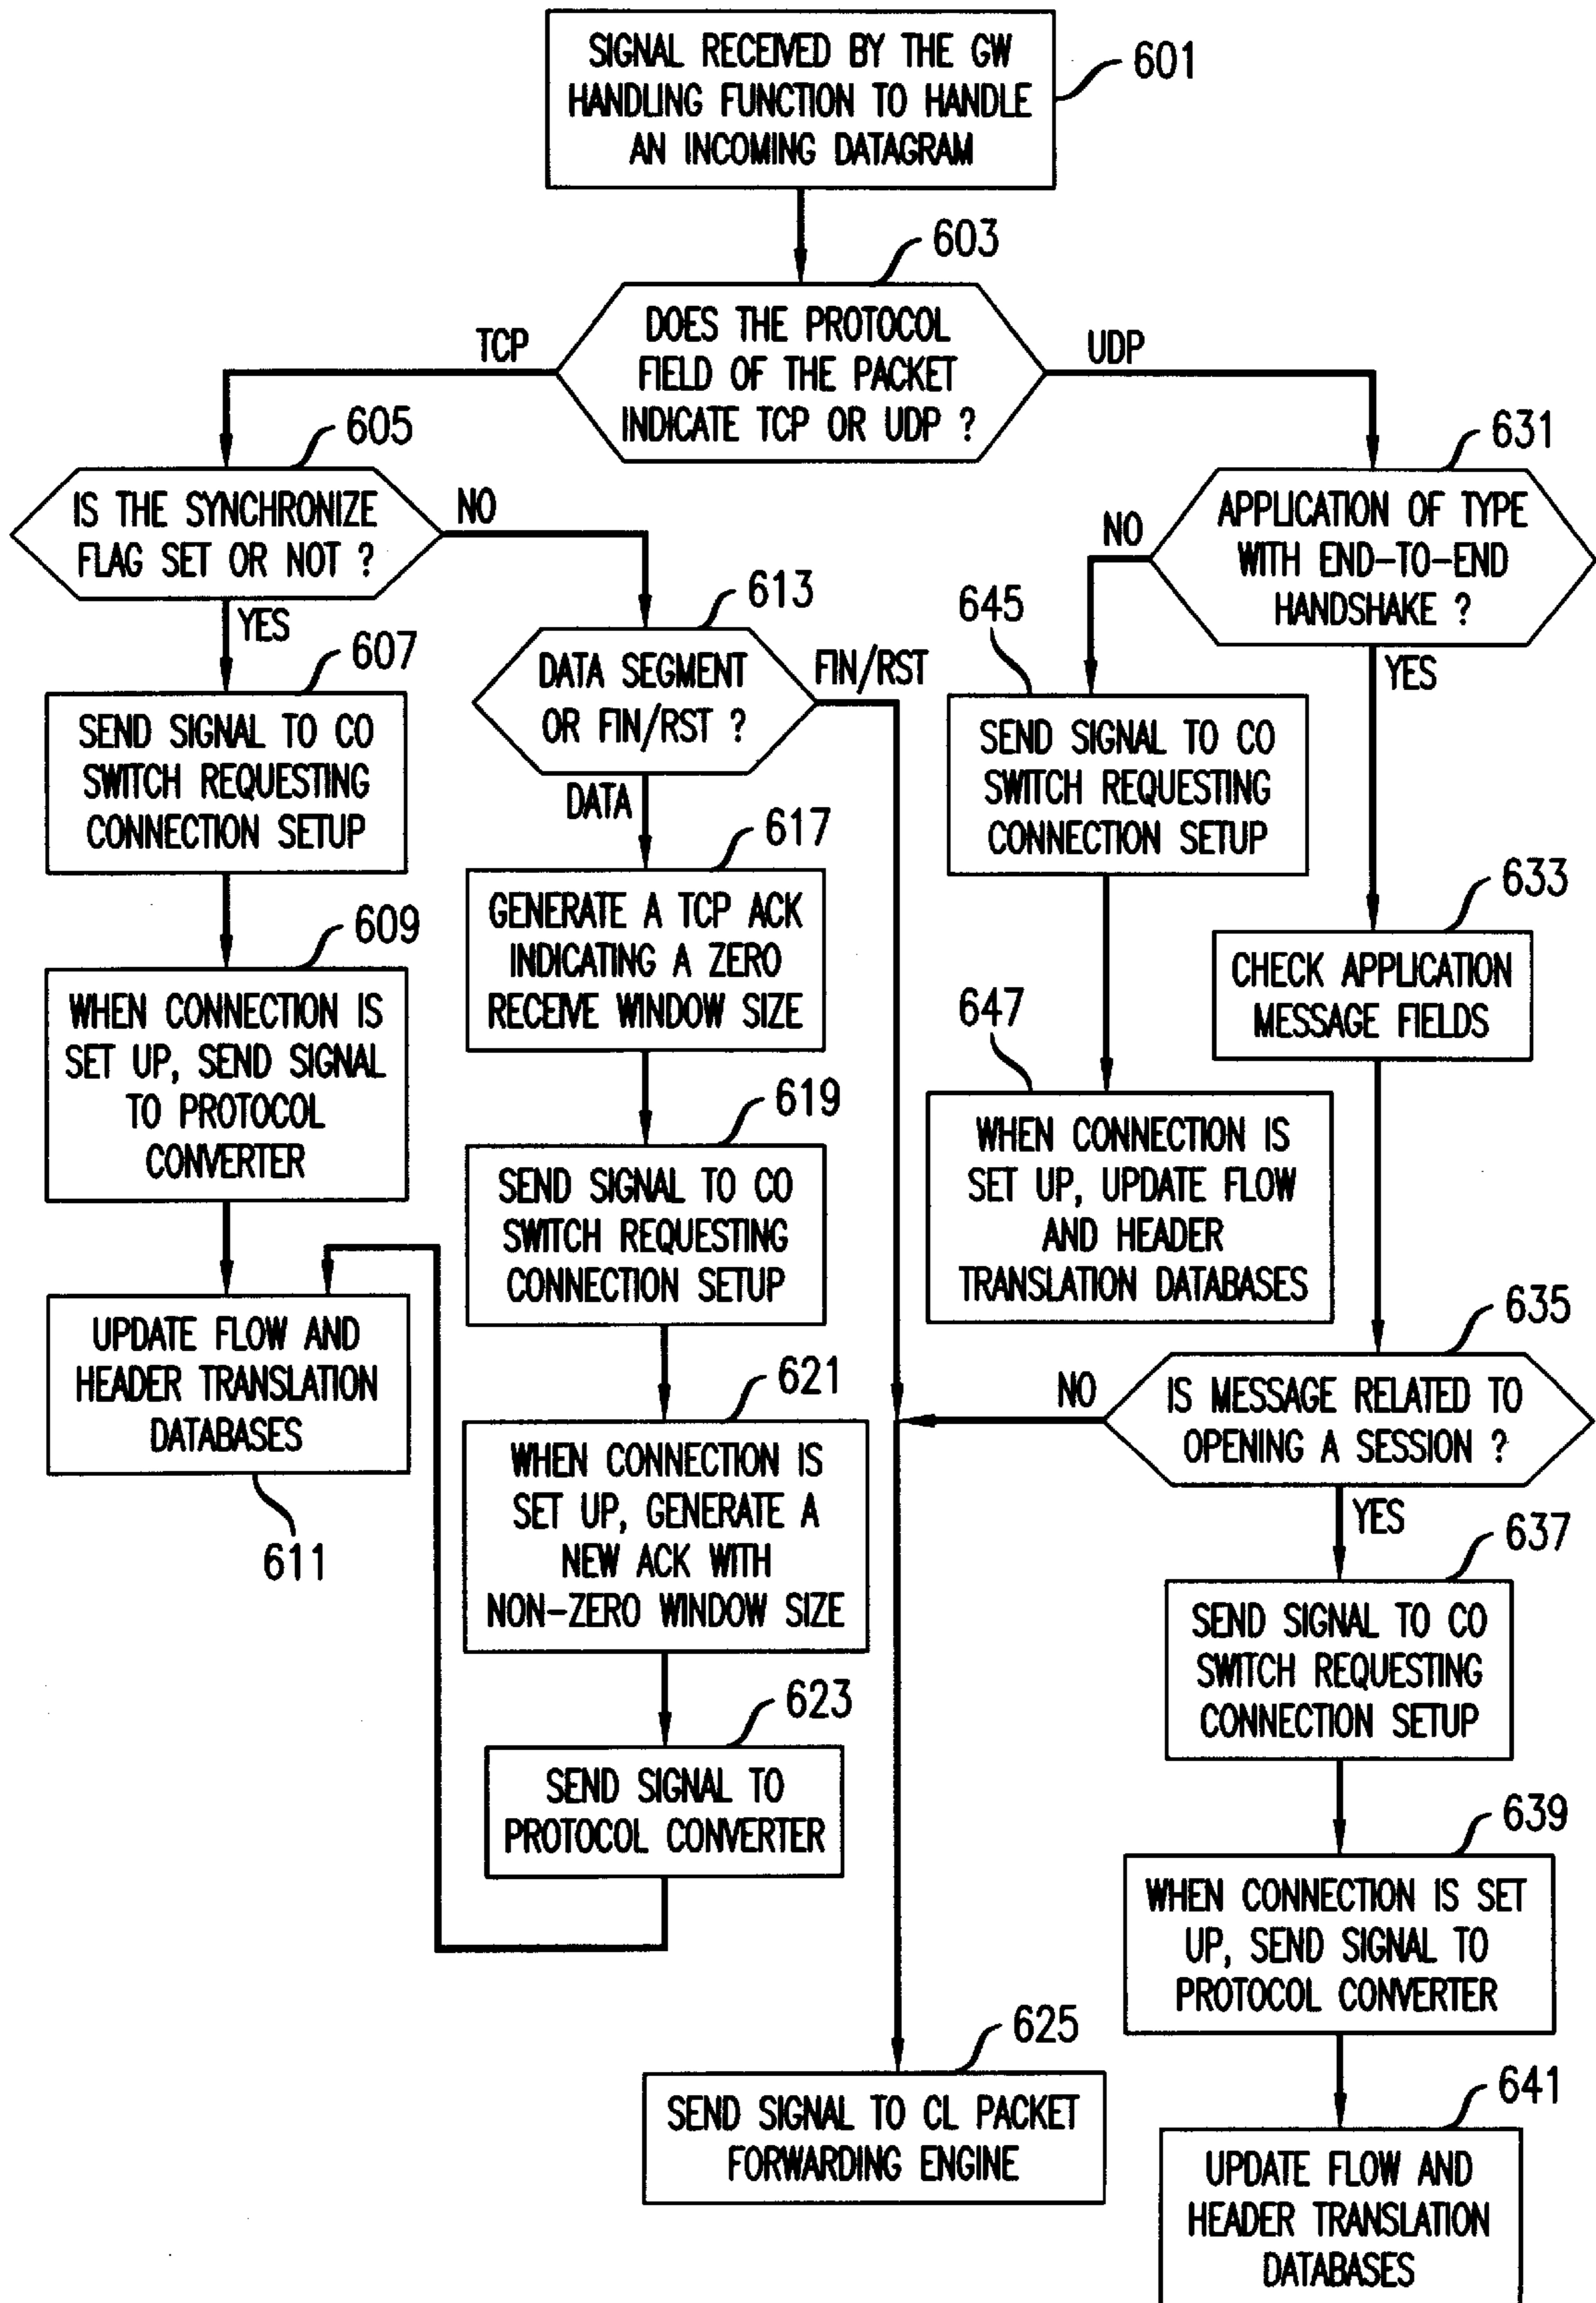 SIGNAL RECEIVED BY THE GW
HANDLING FUNCTION TO HANDLE
AN INCOMING DATAGRAM
601
603
DOES THE PROTOCOL
FIELD OF THE PACKET
INDICATE TCP OR UDP ?
TCP
UDP
605
IS THE SYNCHRONIZE
FLAG SET OR NOT ?
NO
YES
607
SEND SIGNAL TO CO
SWITCH REQUESTING
CONNECTION SETUP
609
WHEN CONNECTION IS
SET UP, SEND SIGNAL
TO PROTOCOL
CONVERTER
UPDATE FLOW AND
HEADER TRANSLATION
DATABASES
611
613
DATA SEGMENT
OR FIN/RST ?
FIN/RST
DATA
617
GENERATE A TCP ACK
INDICATING A ZERO
RECEIVE WINDOW SIZE
619
SEND SIGNAL TO CO
SWITCH REQUESTING
CONNECTION SETUP
621
WHEN CONNECTION IS
SET UP, GENERATE A
NEW ACK WITH
NON-ZERO WINDOW SIZE
623
SEND SIGNAL TO
PROTOCOL CONVERTER
625
SEND SIGNAL TO CL PACKET
FORWARDING ENGINE
631
APPLICATION OF TYPE
WITH END-TO-END
HANDSHAKE ?
NO
YES
645
SEND SIGNAL TO CO
SWITCH REQUESTING
CONNECTION SETUP
647
WHEN CONNECTION IS
SET UP, UPDATE FLOW
AND HEADER
TRANSLATION DATABASES
633
CHECK APPLICATION
MESSAGE FIELDS
635
IS MESSAGE RELATED TO
OPENING A SESSION ?
NO
YES
637
SEND SIGNAL TO CO
SWITCH REQUESTING
CONNECTION SETUP
639
WHEN CONNECTION IS SET
UP, SEND SIGNAL TO
PROTOCOL CONVERTER
641
UPDATE FLOW AND
HEADER TRANSLATION
DATABASES